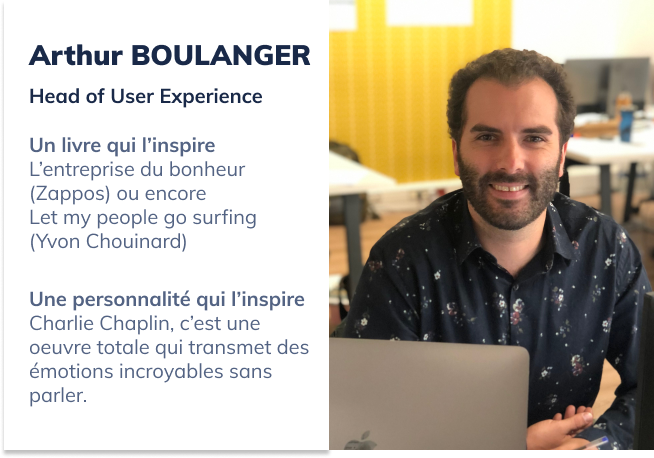 Arthur BOULANGER
Head of User Experience
Un livre qui l’inspire
L’entreprise du bonheur
(Zappos) ou encore
Let my people go surfing
(Yvon Chouinard)
Une personnalité qui l’inspire
Charlie Chaplin, c’est une
oeuvre totale qui transmet des
émotions incroyables sans
parler.